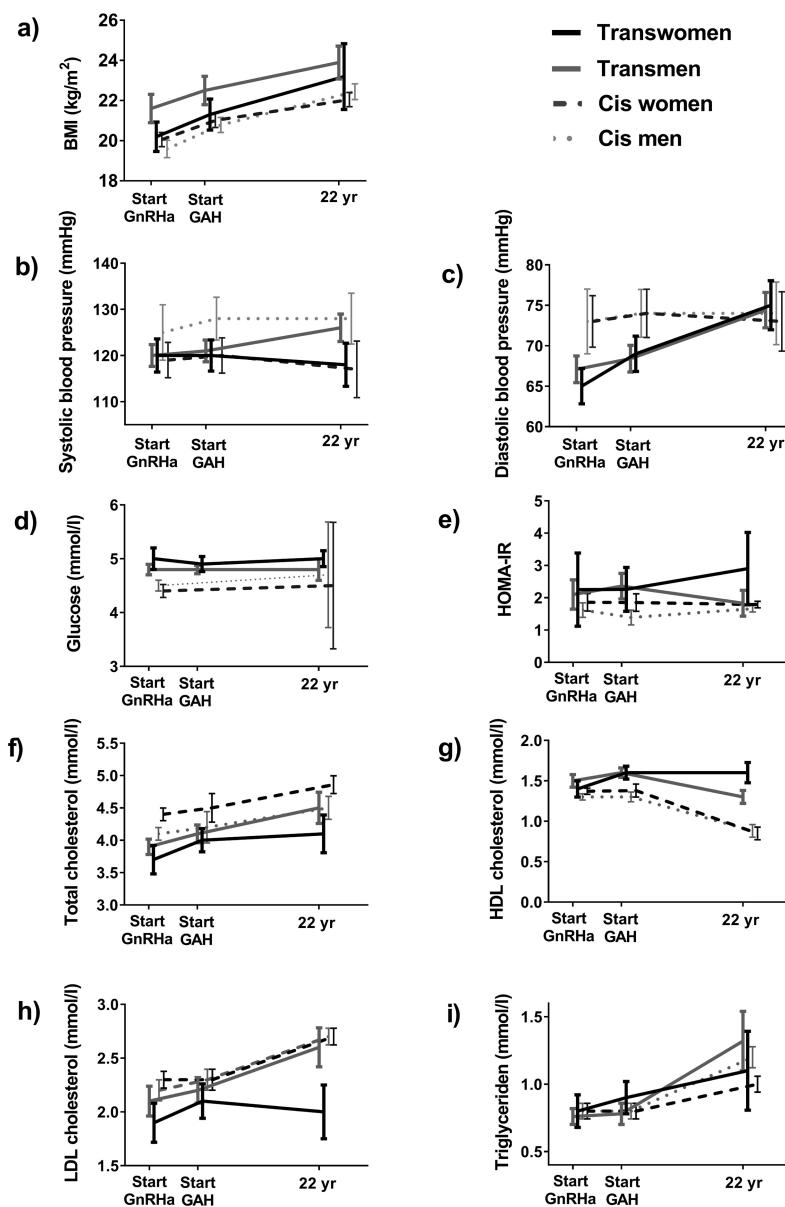 a)
BMI (kg/m²)
26
24
22
20
18
Start
GnRHa
Start
GAH
22 yr
Transwomen
Transmen
Cis women
Cis men
b)
Systolic blood pressure (mmHg)
140
130
120
110
Start
GnRHa
Start
GAH
22 yr
c)
Diastolic blood pressure (mmHg)
80
75
70
65
60
Start
GnRHa
Start
GAH
22 yr
d)
Glucose (mmol/l)
6
5
4
3
Start
GnRHa
Start
GAH
22 yr
e)
HOMA-IR
5
4
3
2
1
0
Start
GnRHa
Start
GAH
22 yr
f)
Total cholesterol (mmol/l)
5.5
5.0
4.5
4.0
3.5
3.0
Start
GnRHa
Start
GAH
22 yr
g)
HDL cholesterol (mmol/l)
2.0
1.5
1.0
0.5
0.0
Start
GnRHa
Start
GAH
22 yr
h)
LDL cholesterol (mmol/l)
3.0
2.5
2.0
1.5
Start
GnRHa
Start
GAH
22 yr
i)
Triglyceriden (mmol/l)
1.5
1.0
0.5
Start
GnRHa
Start
GAH
22 yr